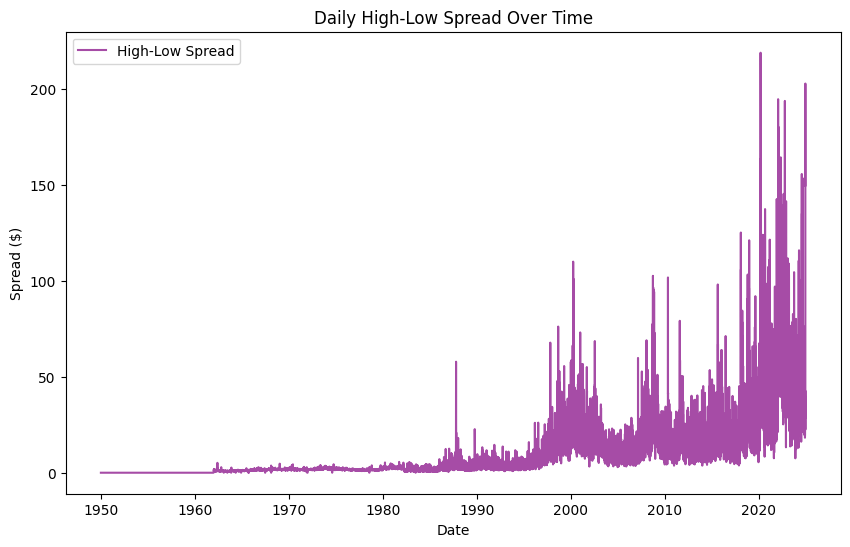 Daily High-Low Spread Over Time
High-Low Spread
Spread ($)
200
150
100
50
0
1950 1960 1970 1980 1990 2000 2010 2020
Date